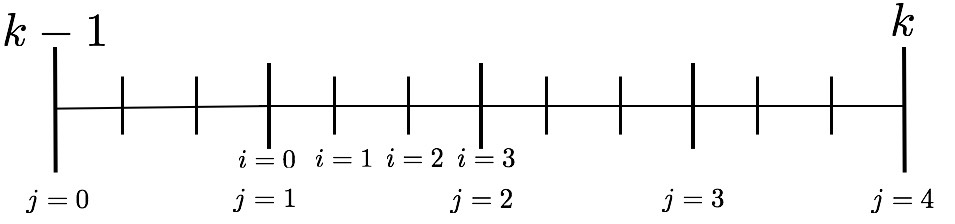 k − 1 k
i = 0 i = 1 i = 2 i = 3
j = 0 j = 1 j = 2 j = 3 j = 4